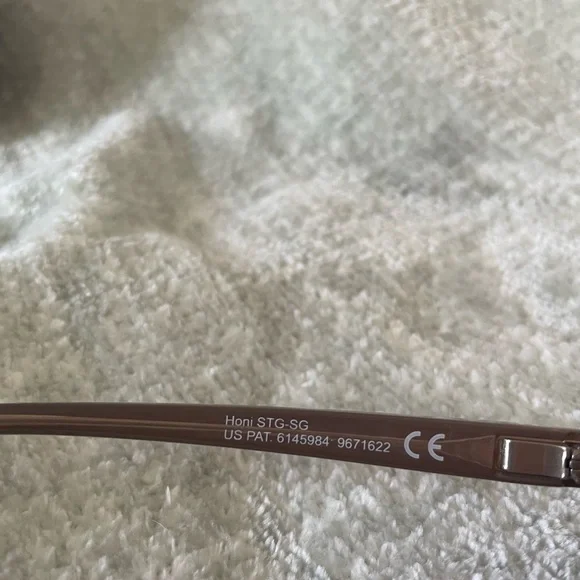 Honi STG-SG
US PAT. 6145984 9671622 CE